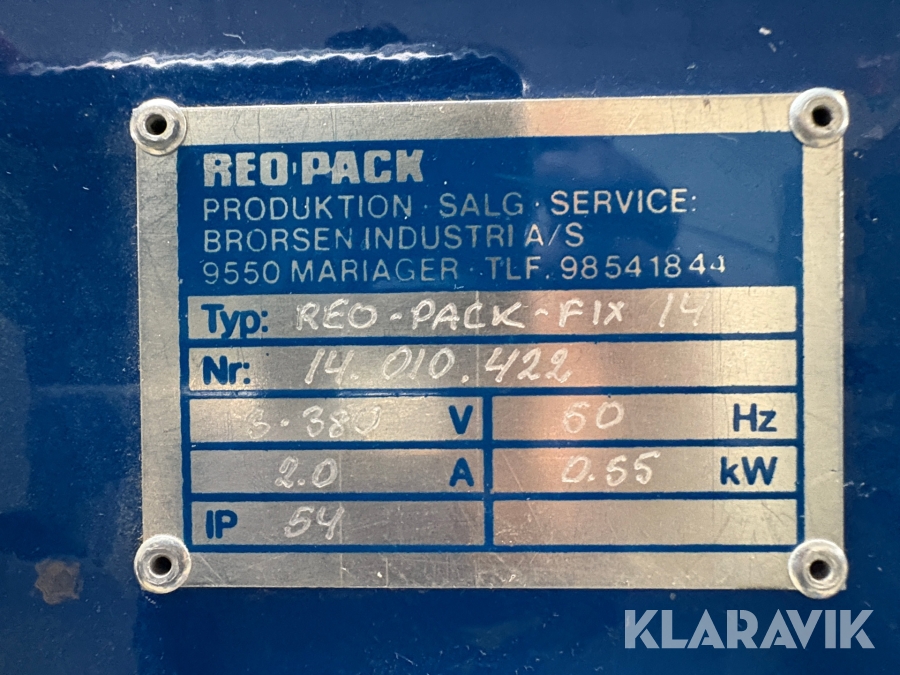 REO·PACK
PRODUKTION · SALG · SERVICE:
BRORSEN INDUSTRI A/S
9550 MARIAGER · TLF. 98541844
Typ: REO-PACK-FIX 14
Nr: 14.010.422
3·380 V 50 Hz
2.0 A 0.55 kW
IP 54
KLARAVIK